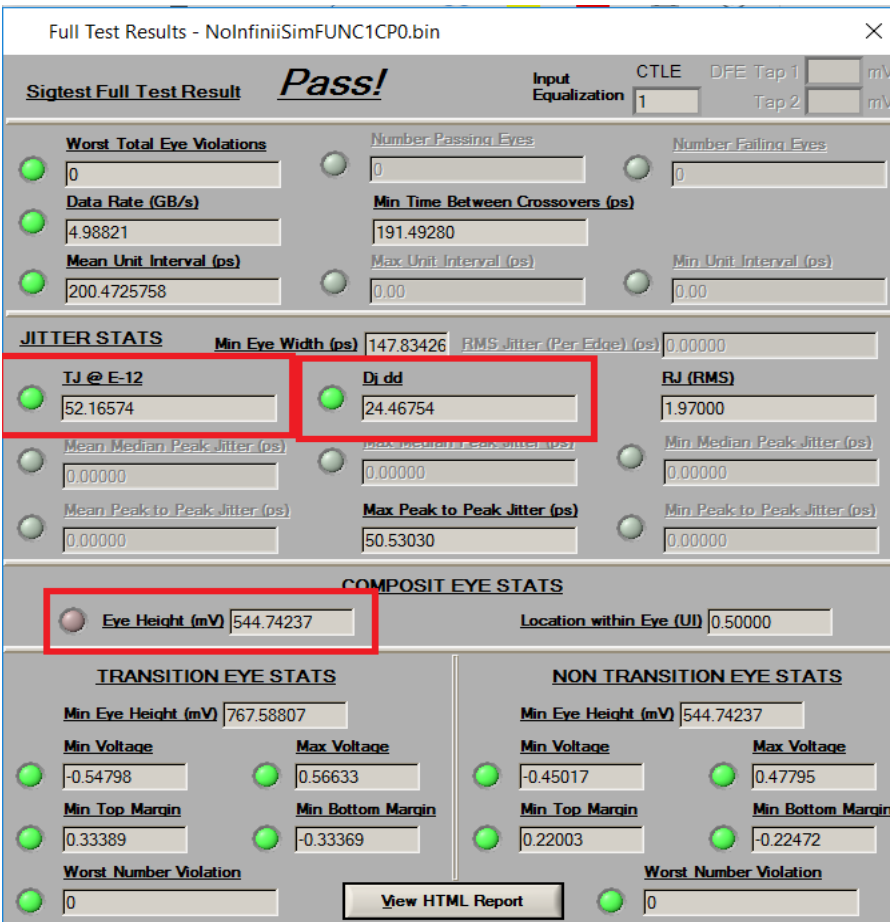 Full Test Results - NoInfiniiSimFUNC1CP0.bin
Sigtest Full Test Result Pass! Input Equalization CTLE 1 DFE Tap 1 mV
Tap 2 mV
Worst Total Eye Violations Number Passing Eyes Number Failing Eyes
0 0 0
Data Rate (GB/s) Min Time Between Crossovers (ps)
4.98821 191.49280
Mean Unit Interval (ps) Max Unit Interval (ps) Min Unit Interval (ps)
200.4725758 0.00 0.00
JITTER STATS Min Eye Width (ps) 147.83426 RMS Jitter (Per Edge) (ps) 0.00000
TJ @ E-12 Dj dd RJ (RMS)
52.16574 24.46754 1.97000
Mean Median Peak Jitter (ps) Max Median Peak Jitter (ps) Min Median Peak Jitter (ps)
0.00000 0.00000 0.00000
Mean Peak to Peak Jitter (ps) Max Peak to Peak Jitter (ps) Min Peak to Peak Jitter (ps)
0.00000 50.53030 0.00000
COMPOSIT EYE STATS
Eye Height (mV) 544.74237 Location within Eye (UI) 0.50000
TRANSITION EYE STATS NON TRANSITION EYE STATS
Min Eye Height (mV) 767.58807 Min Eye Height (mV) 544.74237
Min Voltage Max Voltage Min Voltage Max Voltage
-0.54798 0.56633 -0.45017 0.47795
Min Top Margin Min Bottom Margin Min Top Margin Min Bottom Margin
0.33389 -0.33369 0.22003 -0.22472
Worst Number Violation Worst Number Violation
0 View HTML Report 0